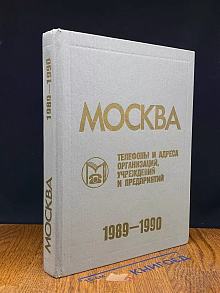 МОСКВА
ТЕЛЕФОНЫ И АДРЕСА
ОРГАНИЗАЦИЙ,
УЧРЕЖДЕНИЙ
И ПРЕДПРИЯТИЙ
1989—1990
МОСКВА
1989—1990